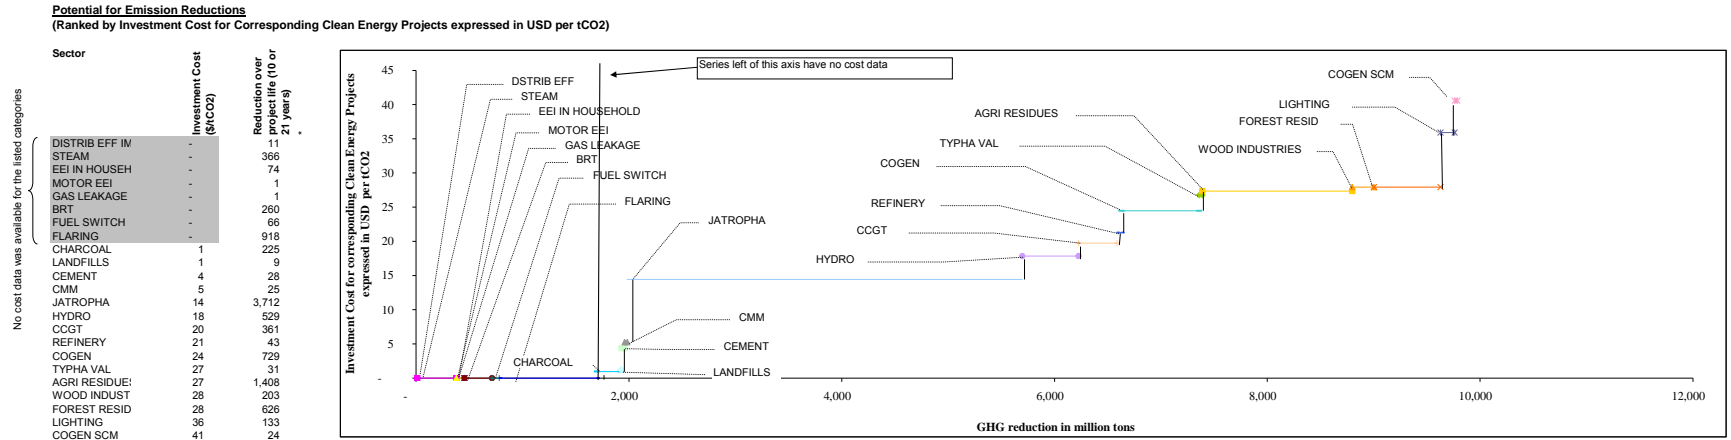 Potential for Emission Reductions
(Ranked by Investment Cost for Corresponding Clean Energy Projects expressed in USD per tCO2)
No cost data was available for the listed categories
Sector
Investment Cost ($/tCO2)
Reduction over project life (10 or 21 years) *
DISTRIB EFF IM - 11
STEAM - 366
EEI IN HOUSEH - 74
MOTOR EEI - 1
GAS LEAKAGE - 1
BRT - 260
FUEL SWITCH - 66
FLARING - 918
CHARCOAL 1 225
LANDFILLS 1 9
CEMENT 4 28
CMM 5 25
JATROPHA 14 3,712
HYDRO 18 529
CCGT 20 361
REFINERY 21 43
COGEN 24 729
TYPHA VAL 27 31
AGRI RESIDUES 27 1,408
WOOD INDUST 28 203
FOREST RESID 28 626
LIGHTING 36 133
COGEN SCM 41 24
Investment Cost for corresponding Clean Energy Projects
expressed in USD per tCO2
45
40
35
30
25
20
15
10
5
-
Series left of this axis have no cost data
DSTRIB EFF
STEAM
EEI IN HOUSEHOLD
MOTOR EEI
GAS LEAKAGE
BRT
FUEL SWITCH
FLARING
JATROPHA
CMM
CEMENT
CHARCOAL
LANDFILLS
HYDRO
CCGT
REFINERY
COGEN
TYPHA VAL
AGRI RESIDUES
WOOD INDUSTRIES
FOREST RESID
LIGHTING
COGEN SCM
- 2,000 4,000 6,000 8,000 10,000 12,000
GHG reduction in million tons